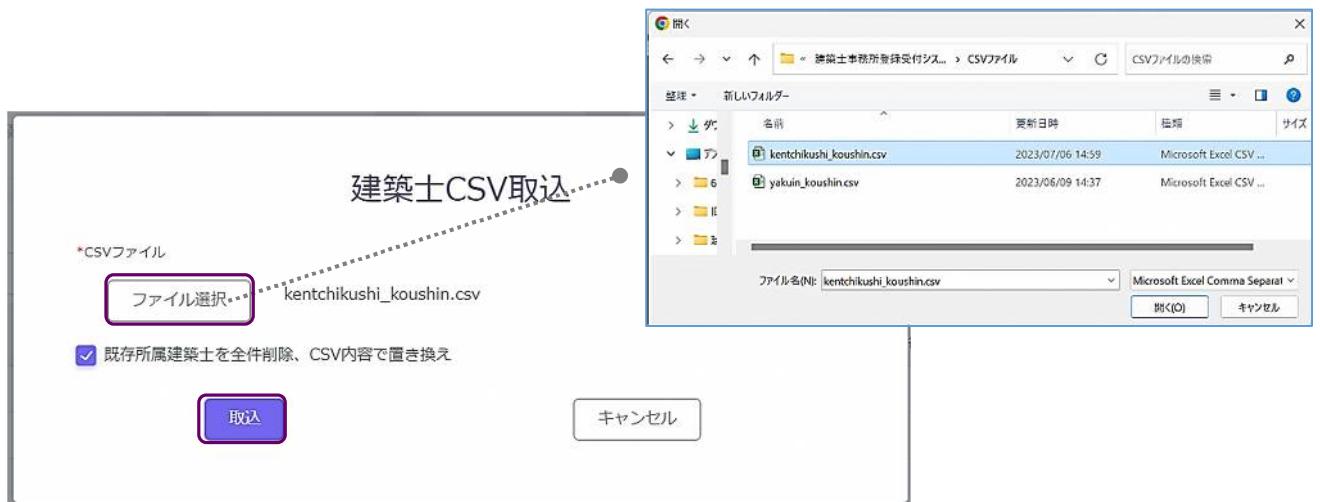 建築士CSV取込
*CSVファイル
ファイル選択
kentchikushi_koushin.csv
既存所属建築士を全件削除、CSV内容で置き換え
取込
キャンセル
開く
« 建築士事務所登録受付シス... › CSVファイル
CSVファイルの検索
整理
新しいフォルダー
名前
更新日時
種類
サイズ
kentchikushi_koushin.csv
2023/07/06 14:59
Microsoft Excel CSV ...
yakuin_koushin.csv
2023/06/09 14:37
Microsoft Excel CSV ...
ファイル名(N):
kentchikushi_koushin.csv
Microsoft Excel Comma Separat
開く(O)
キャンセル